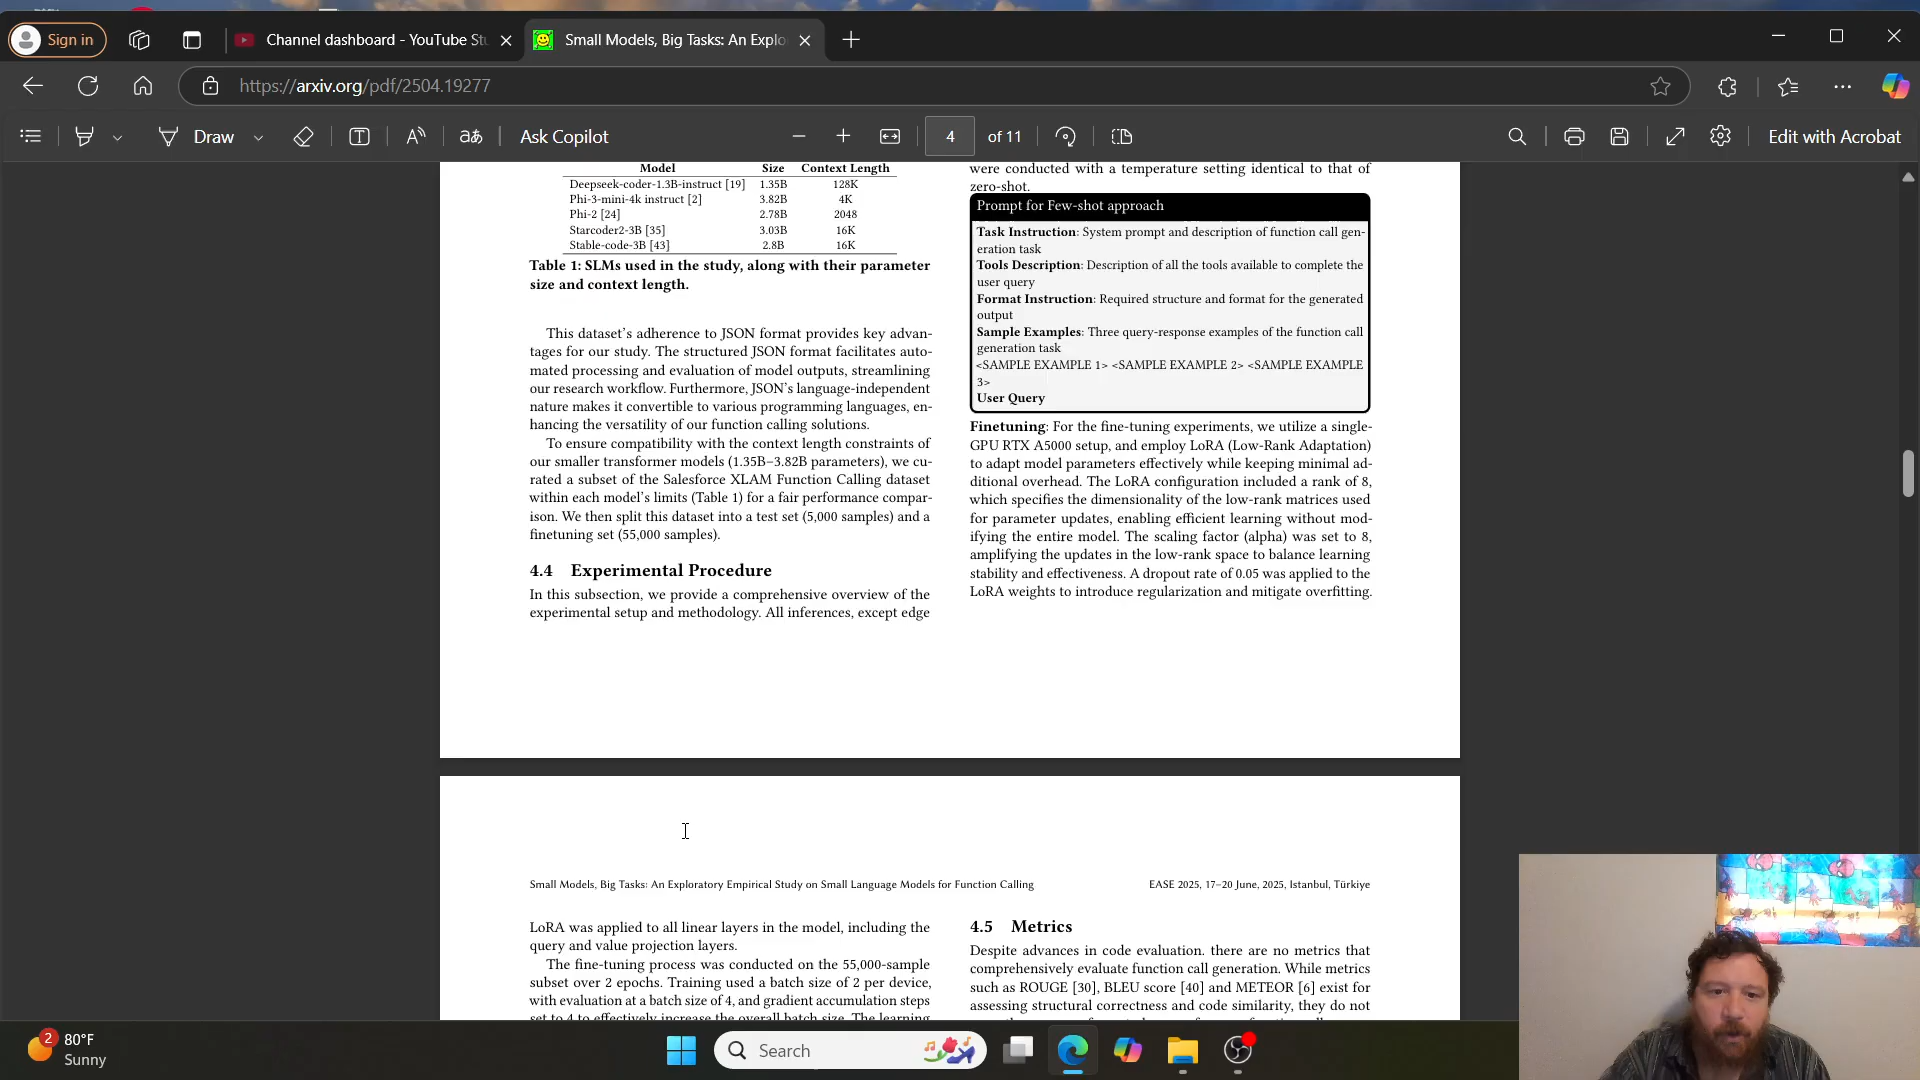 Sign in
Channel dashboard - YouTube Stu
Small Models, Big Tasks: An Explo
https://arxiv.org/pdf/2504.19277
Draw
Ask Copilot
4
of 11
Edit with Acrobat
Model Size Context Length
Deepseek-coder-1.3B-instruct [19] 1.35B 128K
Phi-3-mini-4k instruct [2] 3.82B 4K
Phi-2 [24] 2.78B 2048
Starcoder2-3B [35] 3.03B 16K
Stable-code-3B [43] 2.8B 16K
Table 1: SLMs used in the study, along with their parameter
size and context length.
This dataset's adherence to JSON format provides key advan-
tages for our study. The structured JSON format facilitates auto-
mated processing and evaluation of model outputs, streamlining
our research workflow. Furthermore, JSON's language-independent
nature makes it convertible to various programming languages, en-
hancing the versatility of our function calling solutions.
To ensure compatibility with the context length constraints of
our smaller transformer models (1.35B–3.82B parameters), we cu-
rated a subset of the Salesforce XLAM Function Calling dataset
within each model's limits (Table 1) for a fair performance compar-
ison. We then split this dataset into a test set (5,000 samples) and a
finetuning set (55,000 samples).
4.4 Experimental Procedure
In this subsection, we provide a comprehensive overview of the
experimental setup and methodology. All inferences, except edge
were conducted with a temperature setting identical to that of
zero-shot.
Prompt for Few-shot approach
Task Instruction: System prompt and description of function call gen-
eration task
Tools Description: Description of all the tools available to complete the
user query
Format Instruction: Required structure and format for the generated
output
Sample Examples: Three query-response examples of the function call
generation task
<SAMPLE EXAMPLE 1> <SAMPLE EXAMPLE 2> <SAMPLE EXAMPLE
3>
User Query
Finetuning: For the fine-tuning experiments, we utilize a single-
GPU RTX A5000 setup, and employ LoRA (Low-Rank Adaptation)
to adapt model parameters effectively while keeping minimal ad-
ditional overhead. The LoRA configuration included a rank of 8,
which specifies the dimensionality of the low-rank matrices used
for parameter updates, enabling efficient learning without mod-
ifying the entire model. The scaling factor (alpha) was set to 8,
amplifying the updates in the low-rank space to balance learning
stability and effectiveness. A dropout rate of 0.05 was applied to the
LoRA weights to introduce regularization and mitigate overfitting.
Small Models, Big Tasks: An Exploratory Empirical Study on Small Language Models for Function Calling
EASE 2025, 17–20 June, 2025, Istanbul, Türkiye
LoRA was applied to all linear layers in the model, including the
query and value projection layers.
The fine-tuning process was conducted on the 55,000-sample
subset over 2 epochs. Training used a batch size of 2 per device,
with evaluation at a batch size of 4, and gradient accumulation steps
set to 4 to effectively increase the overall batch size. The learning
4.5 Metrics
Despite advances in code evaluation. there are no metrics that
comprehensively evaluate function call generation. While metrics
such as ROUGE [30], BLEU score [40] and METEOR [6] exist for
assessing structural correctness and code similarity, they do not
2
80°F
Sunny
Search